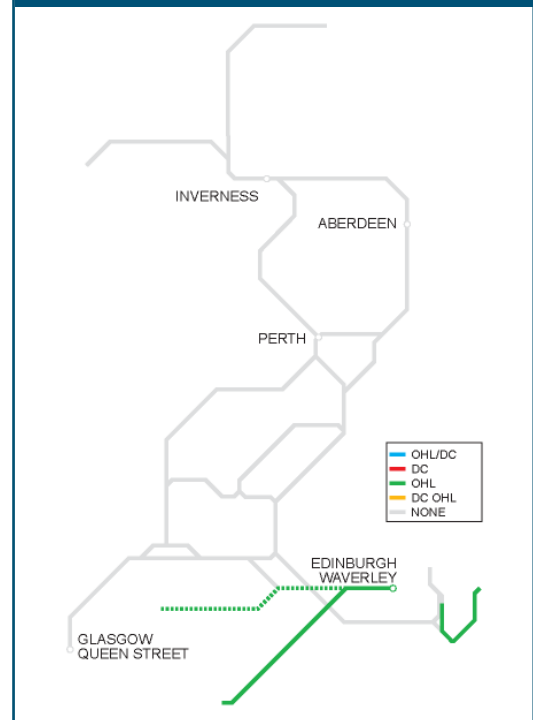 INVERNESS
ABERDEEN
PERTH
OHL/DC
DC
OHL
DC OHL
NONE
EDINBURGH
WAVERLEY
GLASGOW
QUEEN STREET